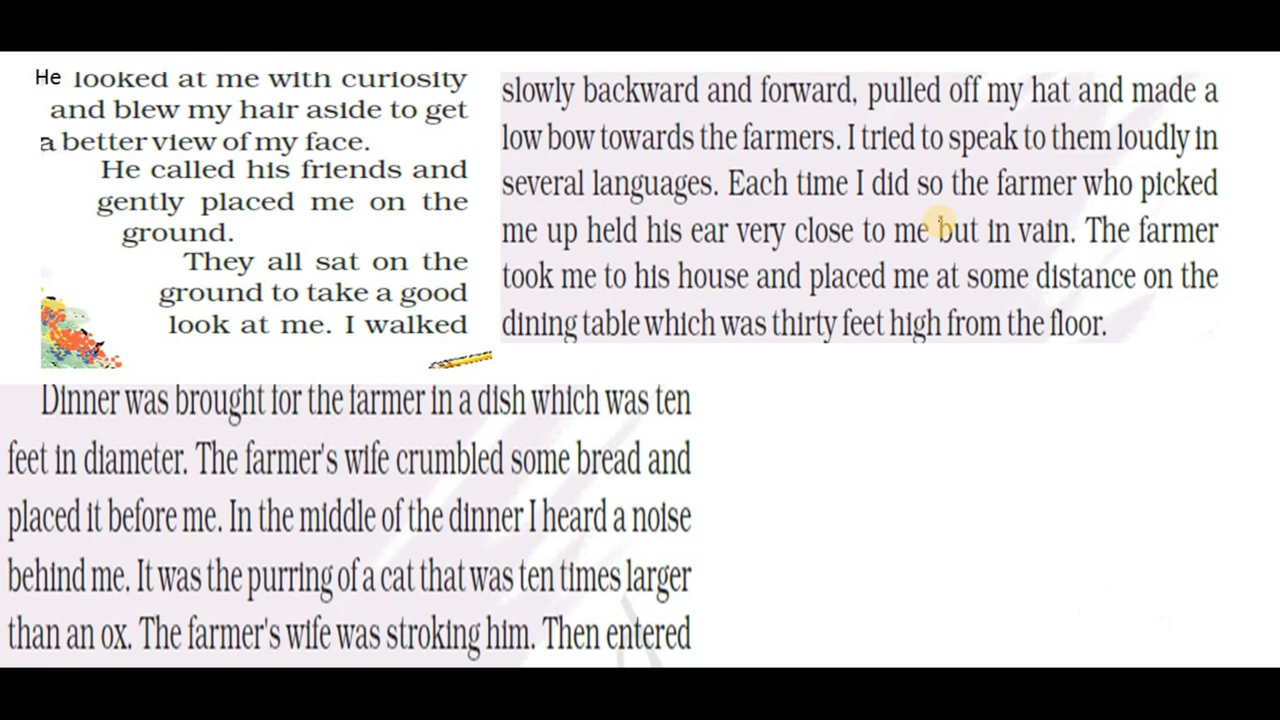 He looked at me with curiosity
and blew my hair aside to get
a better view of my face.
He called his friends and
gently placed me on the
ground.
They all sat on the
ground to take a good
look at me. I walked
slowly backward and forward, pulled off my hat and made a
low bow towards the farmers. I tried to speak to them loudly in
several languages. Each time I did so the farmer who picked
me up held his ear very close to me but in vain. The farmer
took me to his house and placed me at some distance on the
dining table which was thirty feet high from the floor.
Dinner was brought for the farmer in a dish which was ten
feet in diameter. The farmer's wife crumbled some bread and
placed it before me. In the middle of the dinner I heard a noise
behind me. It was the purring of a cat that was ten times larger
than an ox. The farmer's wife was stroking him. Then entered